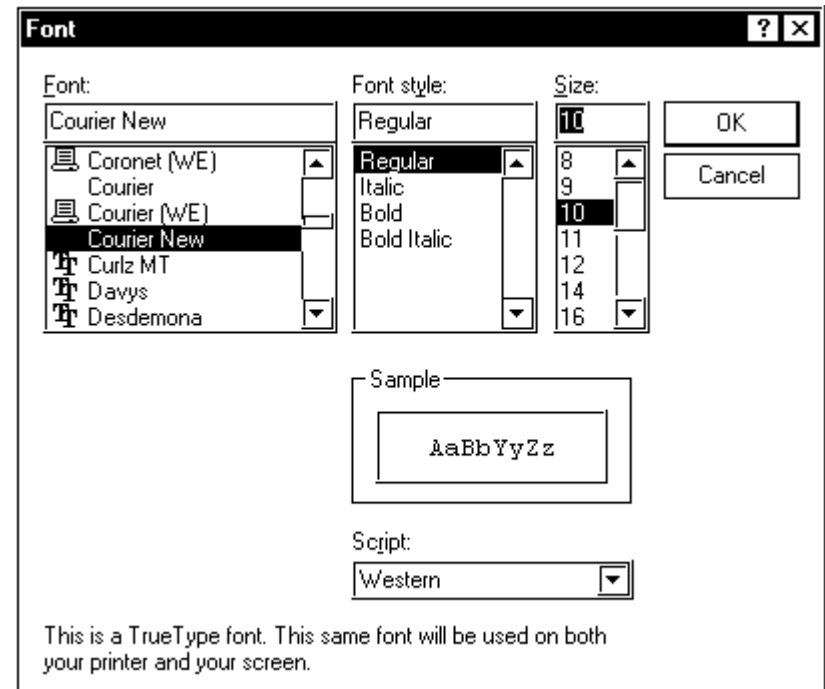 Font
Font: Font style: Size:
Courier New Regular 10 OK
Coronet (WE) Regular 8 Cancel
Courier Italic 9
Courier (WE) Bold 10
Courier New Bold Italic 11
Curlz MT 12
Davys 14
Desdemona 16
Sample
AaBbYyZz
Script:
Western
This is a TrueType font. This same font will be used on both
your printer and your screen.